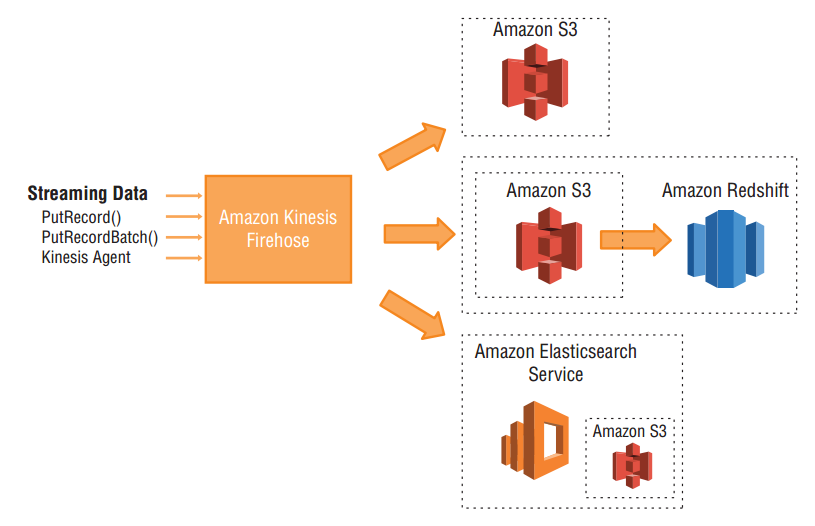 Amazon S3
Streaming Data
PutRecord()
PutRecordBatch()
Kinesis Agent
Amazon Kinesis
Firehose
Amazon S3
Amazon Redshift
Amazon Elasticsearch
Service
Amazon S3